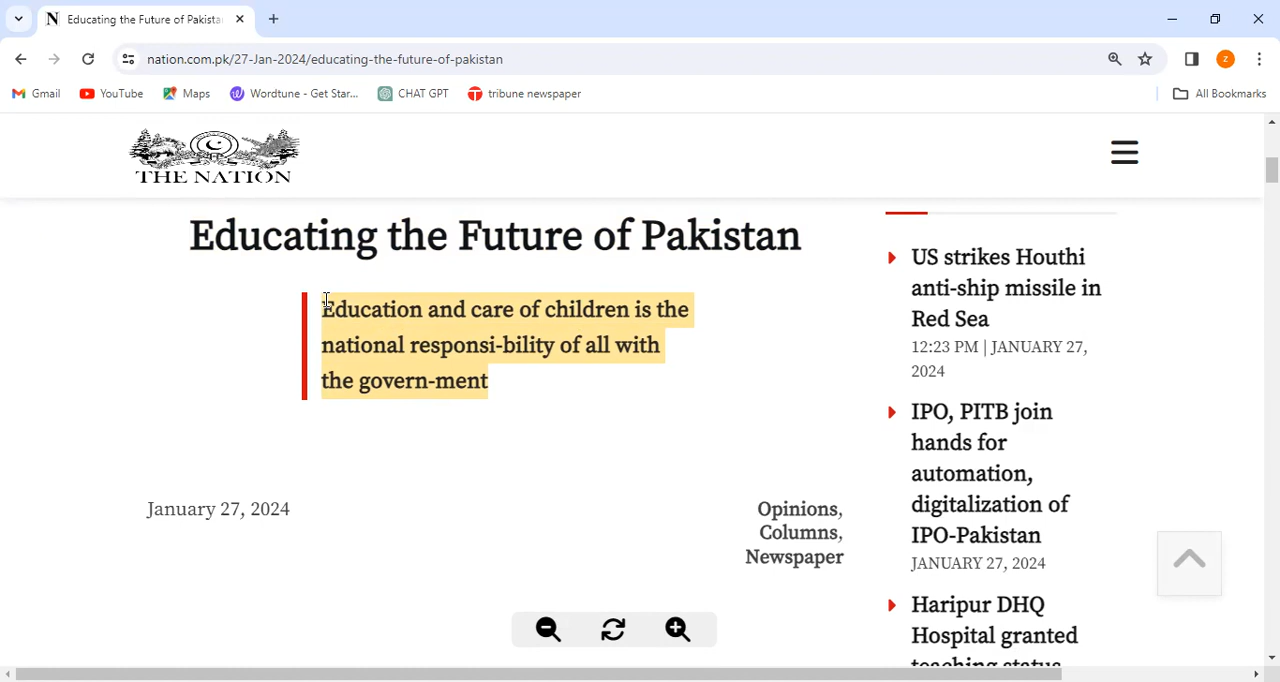 Educating the Future of Pakista
nation.com.pk/27-Jan-2024/educating-the-future-of-pakistan
z
Gmail
YouTube
Maps
Wordtune - Get Star...
CHAT GPT
tribune newspaper
All Bookmarks
THE NATION
Educating the Future of Pakistan
Education and care of children is the
national responsi-bility of all with
the govern-ment
January 27, 2024
Opinions,
Columns,
Newspaper
US strikes Houthi
anti-ship missile in
Red Sea
12:23 PM | JANUARY 27,
2024
IPO, PITB join
hands for
automation,
digitalization of
IPO-Pakistan
JANUARY 27, 2024
Haripur DHQ
Hospital granted
teaching status